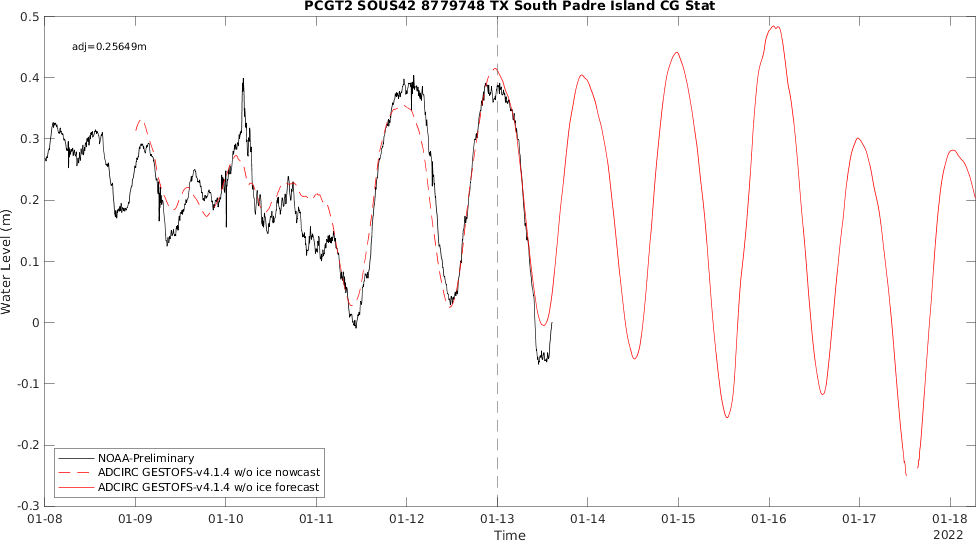 PCGT2 SOUS42 8779748 TX South Padre Island CG Stat
adj=0.25649m
0.5
0.4
0.3
0.2
0.1
0
-0.1
-0.2
-0.3
Water Level (m)
NOAA-Preliminary
ADCIRC GESTOFS-v4.1.4 w/o ice nowcast
ADCIRC GESTOFS-v4.1.4 w/o ice forecast
01-08 01-09 01-10 01-11 01-12 01-13 01-14 01-15 01-16 01-17 01-18
2022
Time